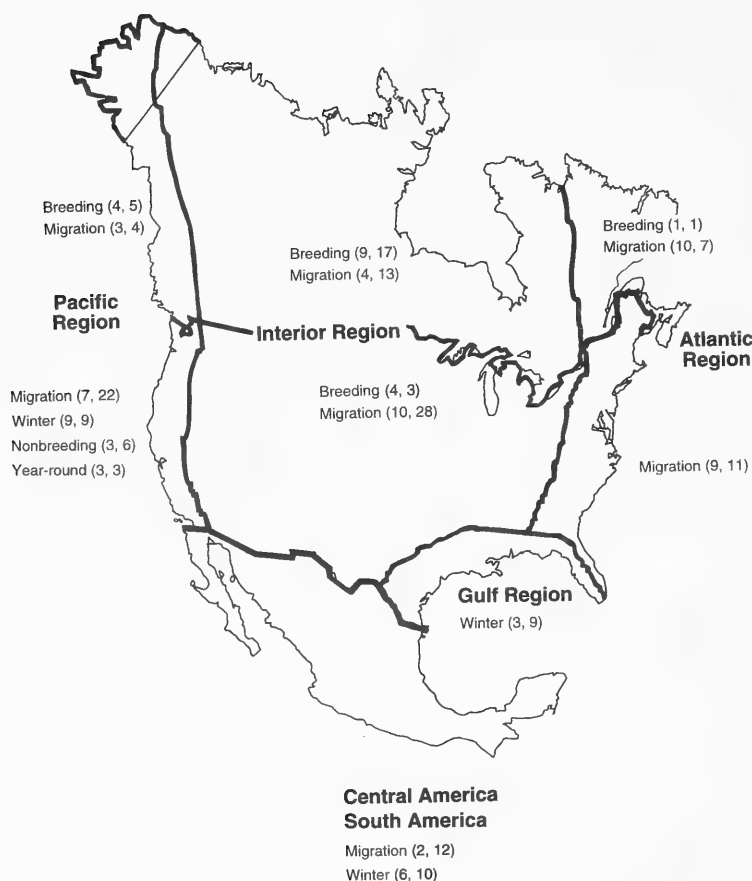 Breeding (4, 5)
Migration (3, 4)
Breeding (9, 17)
Migration (4, 13)
Breeding (1, 1)
Migration (10, 7)
Pacific
Region
Interior Region
Atlantic
Region
Migration (7, 22)
Winter (9, 9)
Nonbreeding (3, 6)
Year-round (3, 3)
Breeding (4, 3)
Migration (10, 28)
Migration (9, 11)
Gulf Region
Winter (3, 9)
Central America
South America
Migration (2, 12)
Winter (6, 10)